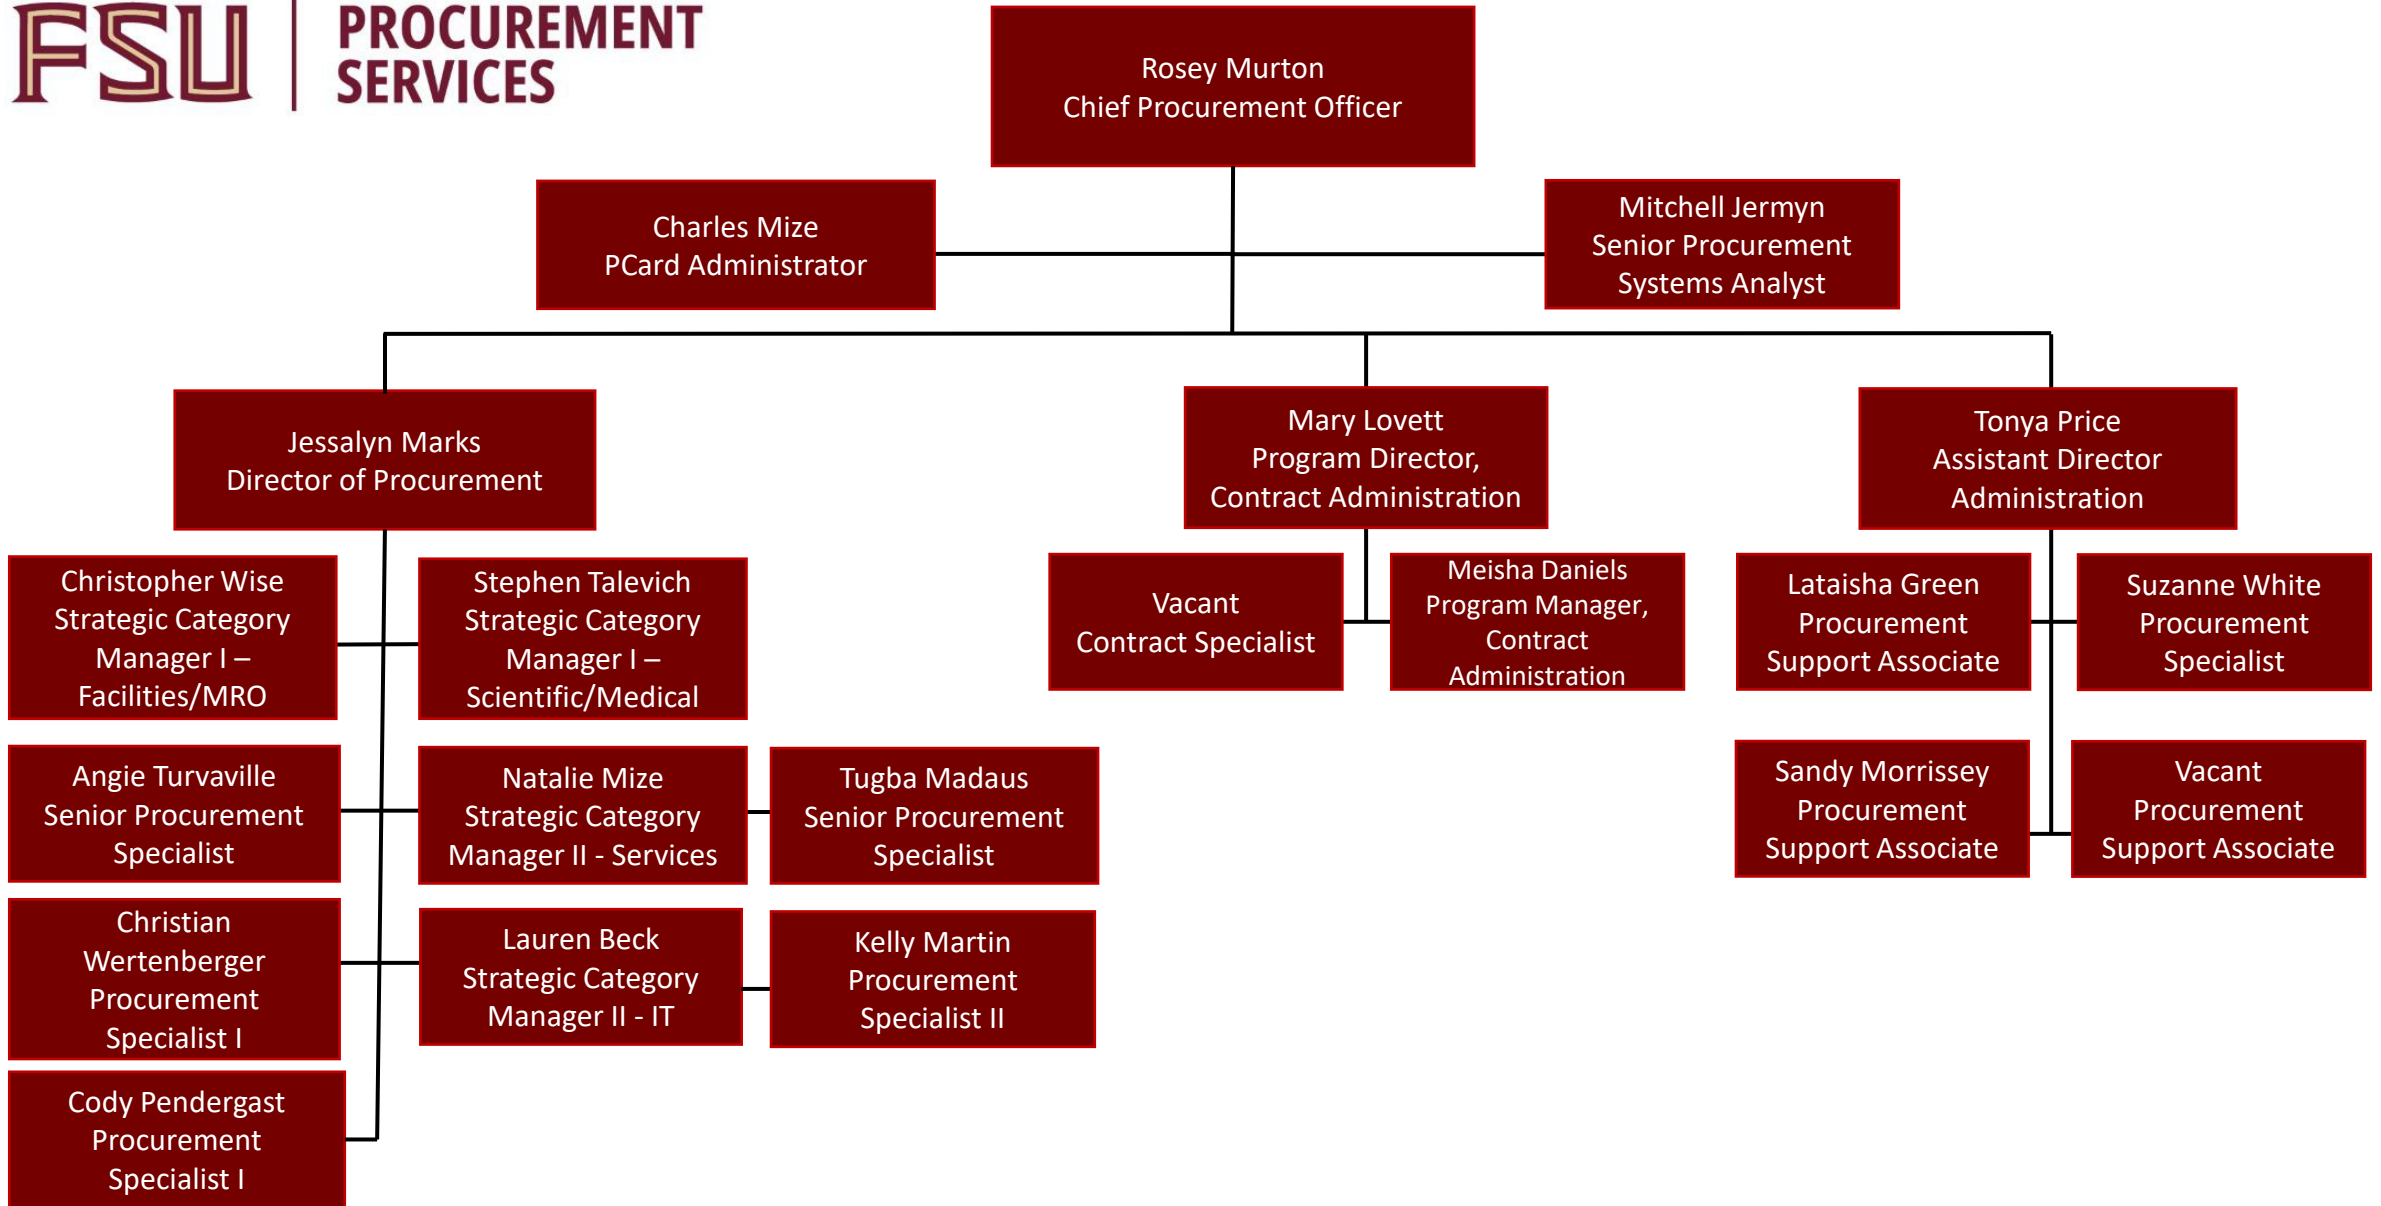 FSU
PROCUREMENT
SERVICES
Rosey Murton
Chief Procurement Officer
Charles Mize
PCard Administrator
Mitchell Jermyn
Senior Procurement
Systems Analyst
Jessalyn Marks
Director of Procurement
Mary Lovett
Program Director,
Contract Administration
Tonya Price
Assistant Director
Administration
Christopher Wise
Strategic Category
Manager I –
Facilities/MRO
Stephen Talevich
Strategic Category
Manager I –
Scientific/Medical
Vacant
Contract Specialist
Meisha Daniels
Program Manager,
Contract
Administration
Lataisha Green
Procurement
Support Associate
Suzanne White
Procurement
Specialist
Angie Turvaville
Senior Procurement
Specialist
Natalie Mize
Strategic Category
Manager II - Services
Tugba Madaus
Senior Procurement
Specialist
Sandy Morrissey
Procurement
Support Associate
Vacant
Procurement
Support Associate
Christian
Wertenberger
Procurement
Specialist I
Lauren Beck
Strategic Category
Manager II - IT
Kelly Martin
Procurement
Specialist II
Cody Pendergast
Procurement
Specialist I